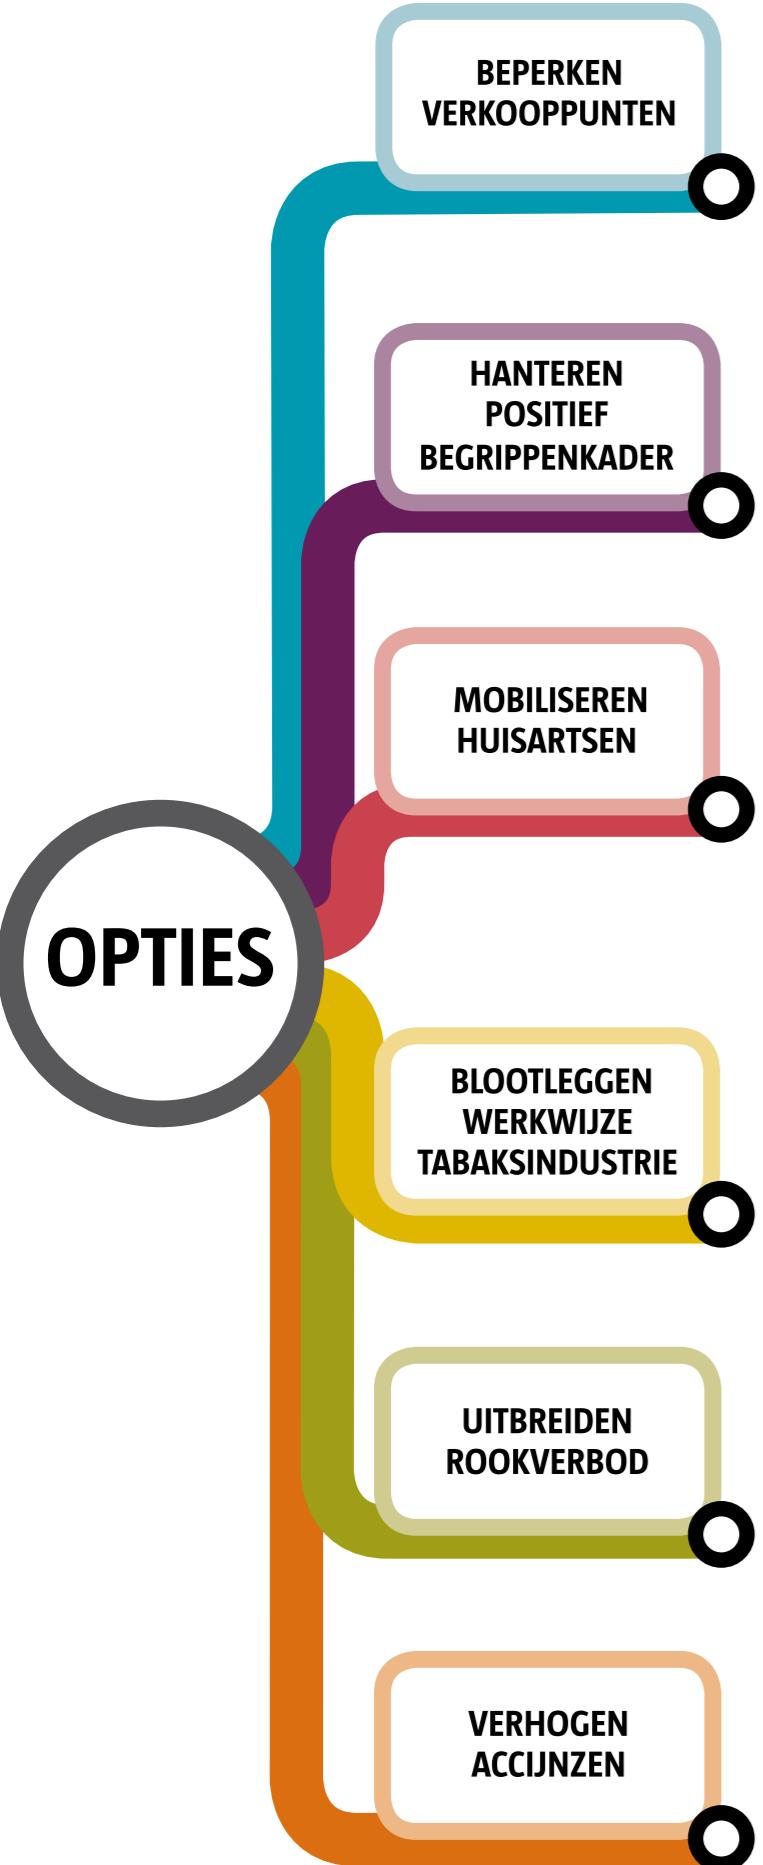 BEPERKEN
VERKOOPPUNTEN
HANTEREN
POSITIEF
BEGRIPPENKADER
MOBILISEREN
HUISARTSEN
OPTIES
BLOOTLEGGEN
WERKWIJZE
TABAKSINDUSTRIE
UITBREIDEN
ROOKVERBOD
VERHOGEN
ACCIJNZEN